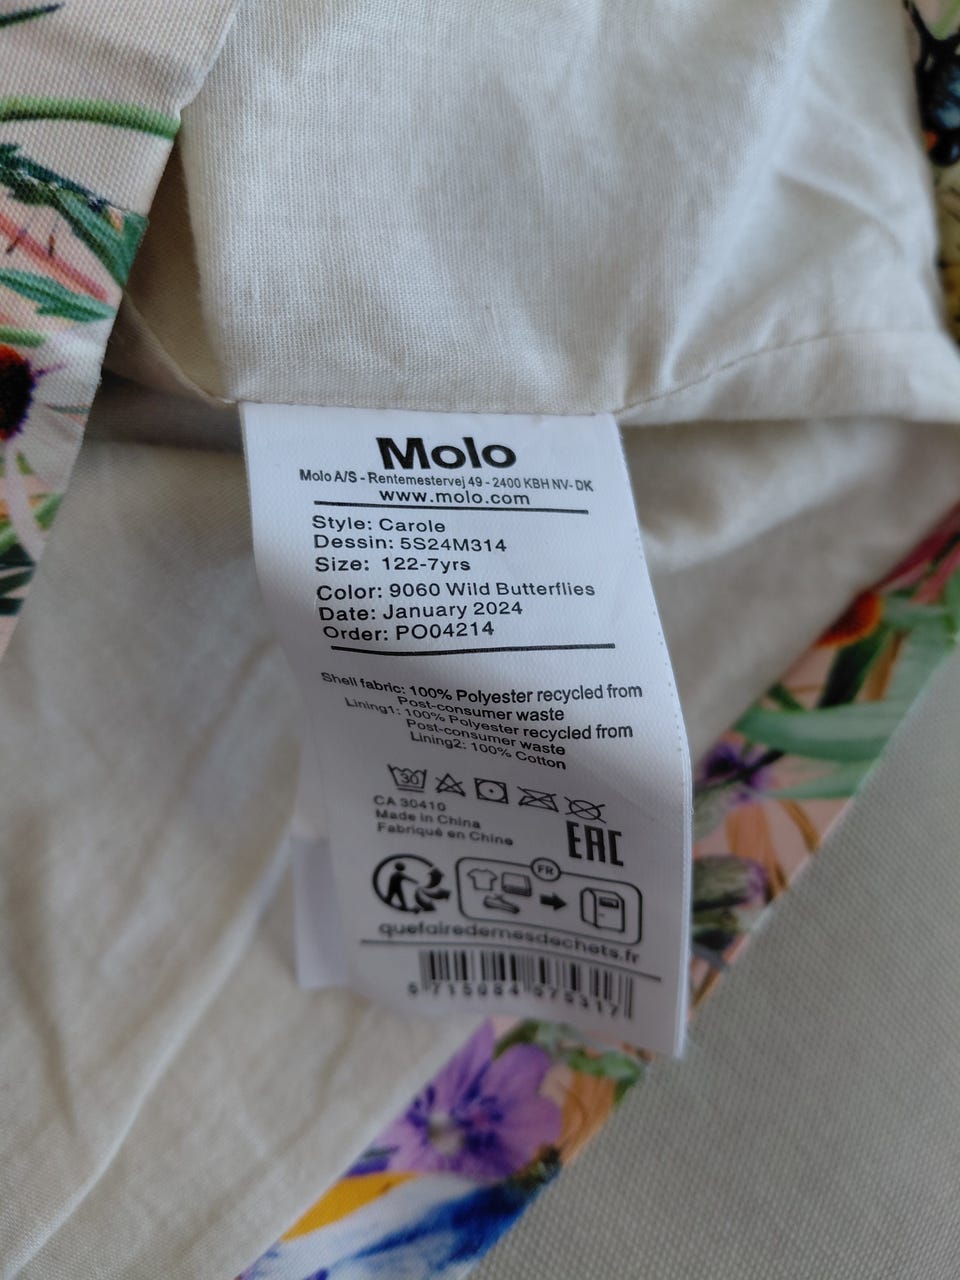 Molo
Molo A/S - Rentemestervej 49 - 2400 KBH NV- DK
www.molo.com
Style: Carole
Dessin: 5S24M314
Size: 122-7yrs
Color: 9060 Wild Butterflies
Date: January 2024
Order: PO04214
Shell fabric: 100% Polyester recycled from
Post-consumer waste
Lining1: 100% Polyester recycled from
Post-consumer waste
Lining2: 100% Cotton
30
CA 30410
Made in China
Fabriqué en Chine
EAC
FR
quefairedemesdechets.fr